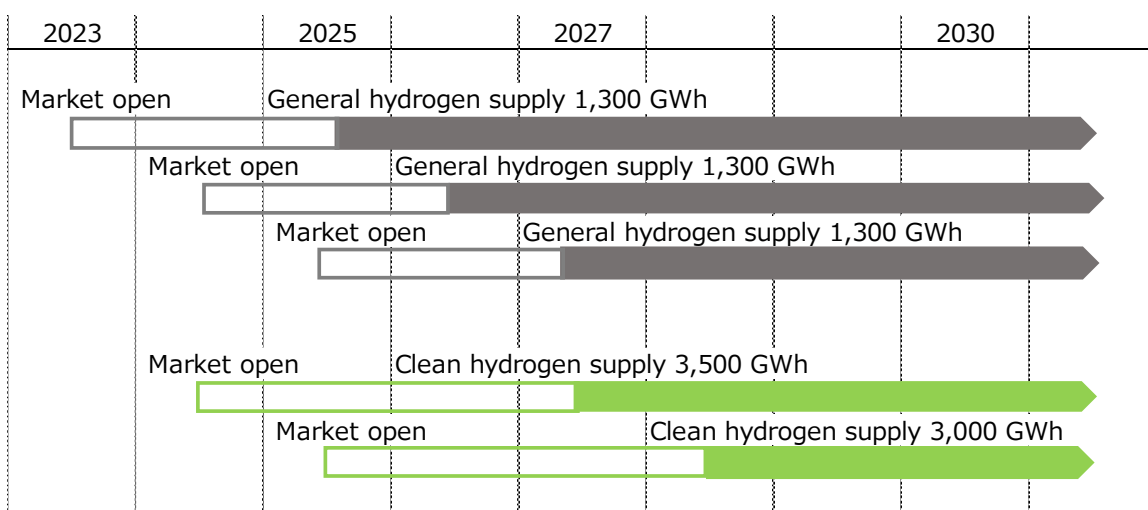 2023 2025 2027 2030
Market open General hydrogen supply 1,300 GWh
Market open General hydrogen supply 1,300 GWh
Market open General hydrogen supply 1,300 GWh
Market open Clean hydrogen supply 3,500 GWh
Market open Clean hydrogen supply 3,000 GWh